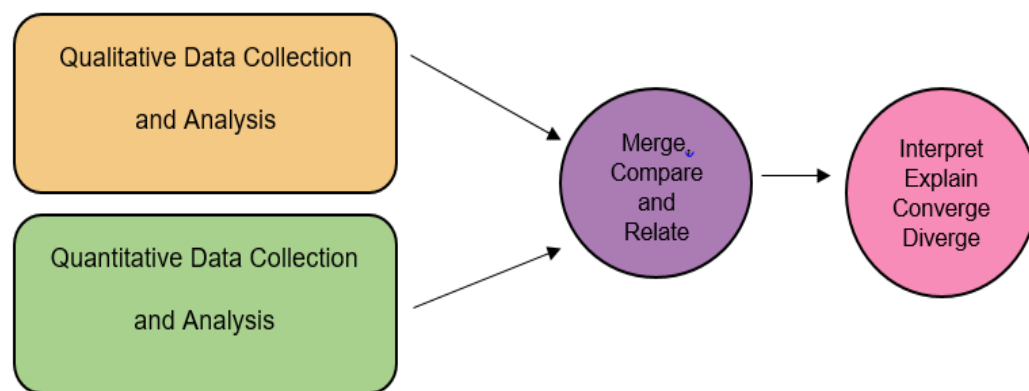 Qualitative Data Collection
and Analysis
Quantitative Data Collection
and Analysis
Merge,
Compare
and
Relate
Interpret
Explain
Converge
Diverge